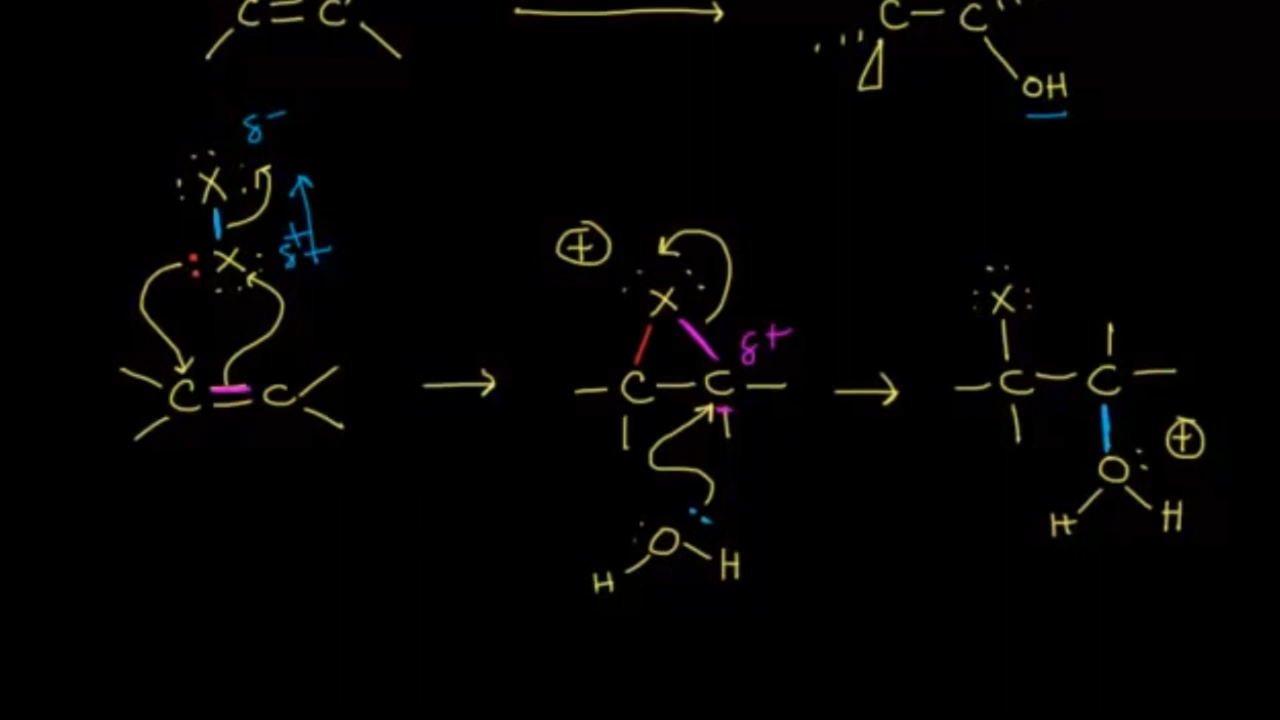 C=C → C-C
OH
δ-
:X:
:X: δ+
⊕
X δ+
:X:
C=C → -C-C- → -C-C-
⊕
:O: O:
H H H H